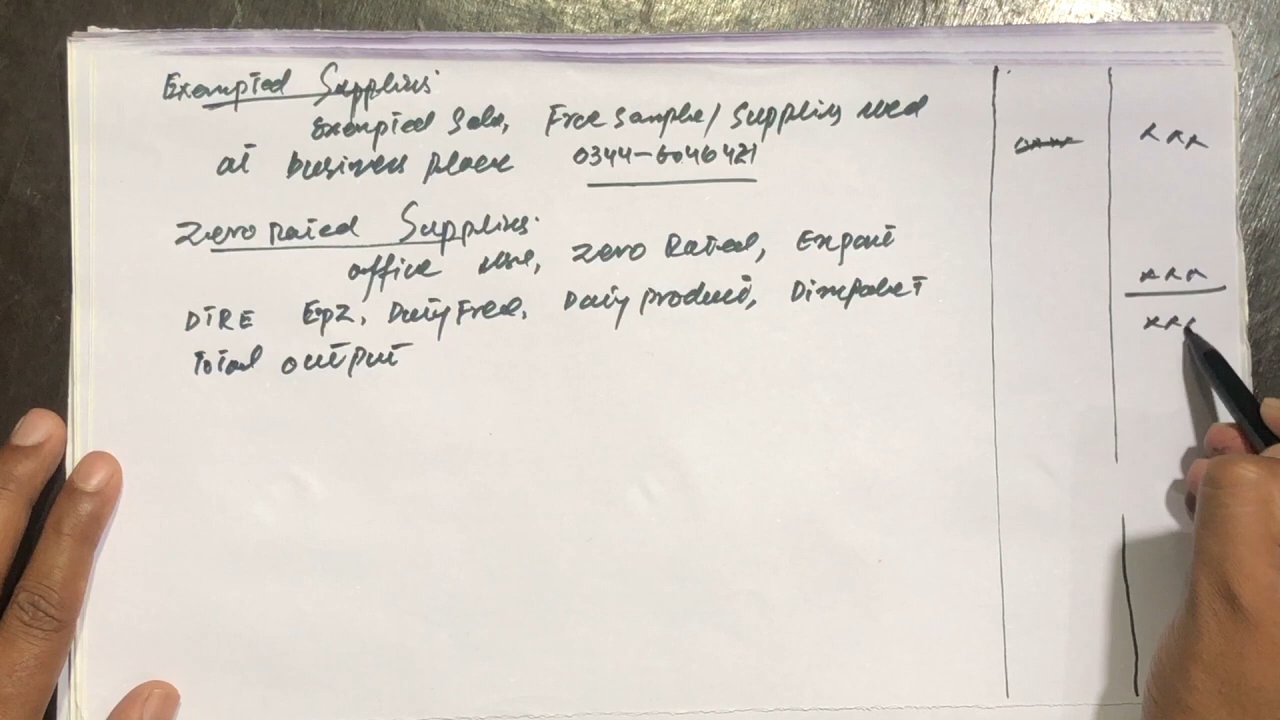 Exempted Supplies
Exempted Sale, Free sample/Supplies used
at business place 0344-6046421
Zero Rated Supplies.
office use, Zero Rated, Export
DTRE EPZ, Duty Free, Dairy product,
Total output
xxx
xxx
xxx